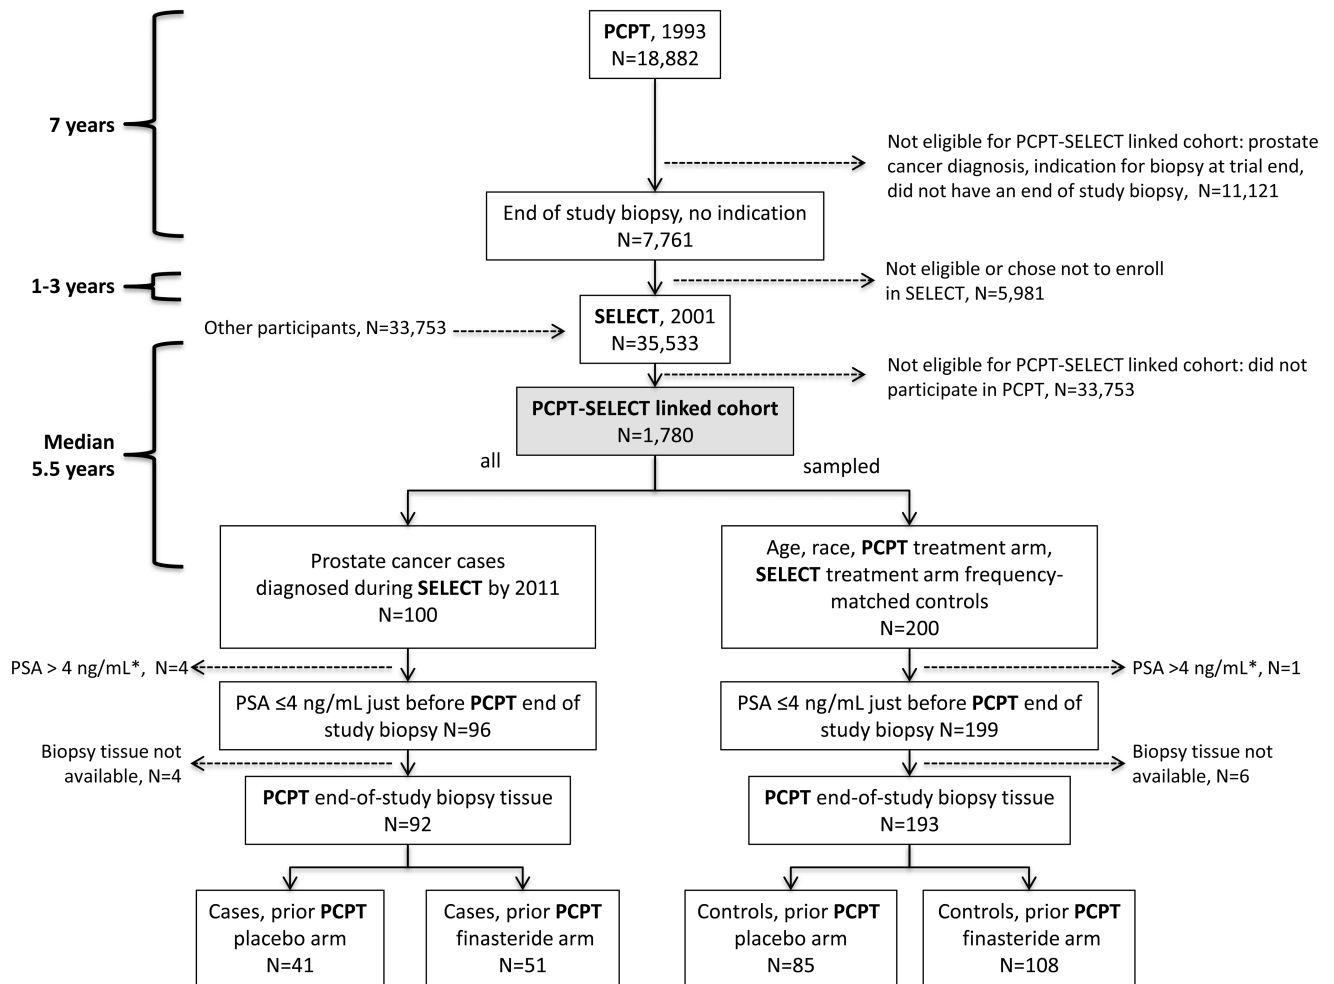 PCPT, 1993
N=18,882
7 years
Not eligible for PCPT-SELECT linked cohort: prostate
cancer diagnosis, indication for biopsy at trial end,
did not have an end of study biopsy,  N=11,121
End of study biopsy, no indication
N=7,761
1-3 years
Not eligible or chose not to enroll
in SELECT, N=5,981
Other participants, N=33,753
SELECT, 2001
N=35,533
Not eligible for PCPT-SELECT linked cohort: did not
participate in PCPT, N=33,753
PCPT-SELECT linked cohort
N=1,780
Median
5.5 years
all
sampled
Prostate cancer cases
diagnosed during SELECT by 2011
N=100
Age, race, PCPT treatment arm,
SELECT treatment arm frequency-
matched controls
N=200
PSA > 4 ng/mL*,  N=4
PSA >4 ng/mL*, N=1
PSA ≤4 ng/mL just before PCPT end of
study biopsy N=96
PSA ≤4 ng/mL just before PCPT end of
study biopsy N=199
Biopsy tissue not
available, N=4
Biopsy tissue not
available, N=6
PCPT end-of-study biopsy tissue
N=92
PCPT end-of-study biopsy tissue
N=193
Cases, prior PCPT
placebo arm
N=41
Cases, prior PCPT
finasteride arm
N=51
Controls, prior PCPT
placebo arm
N=85
Controls, prior PCPT
finasteride arm
N=108